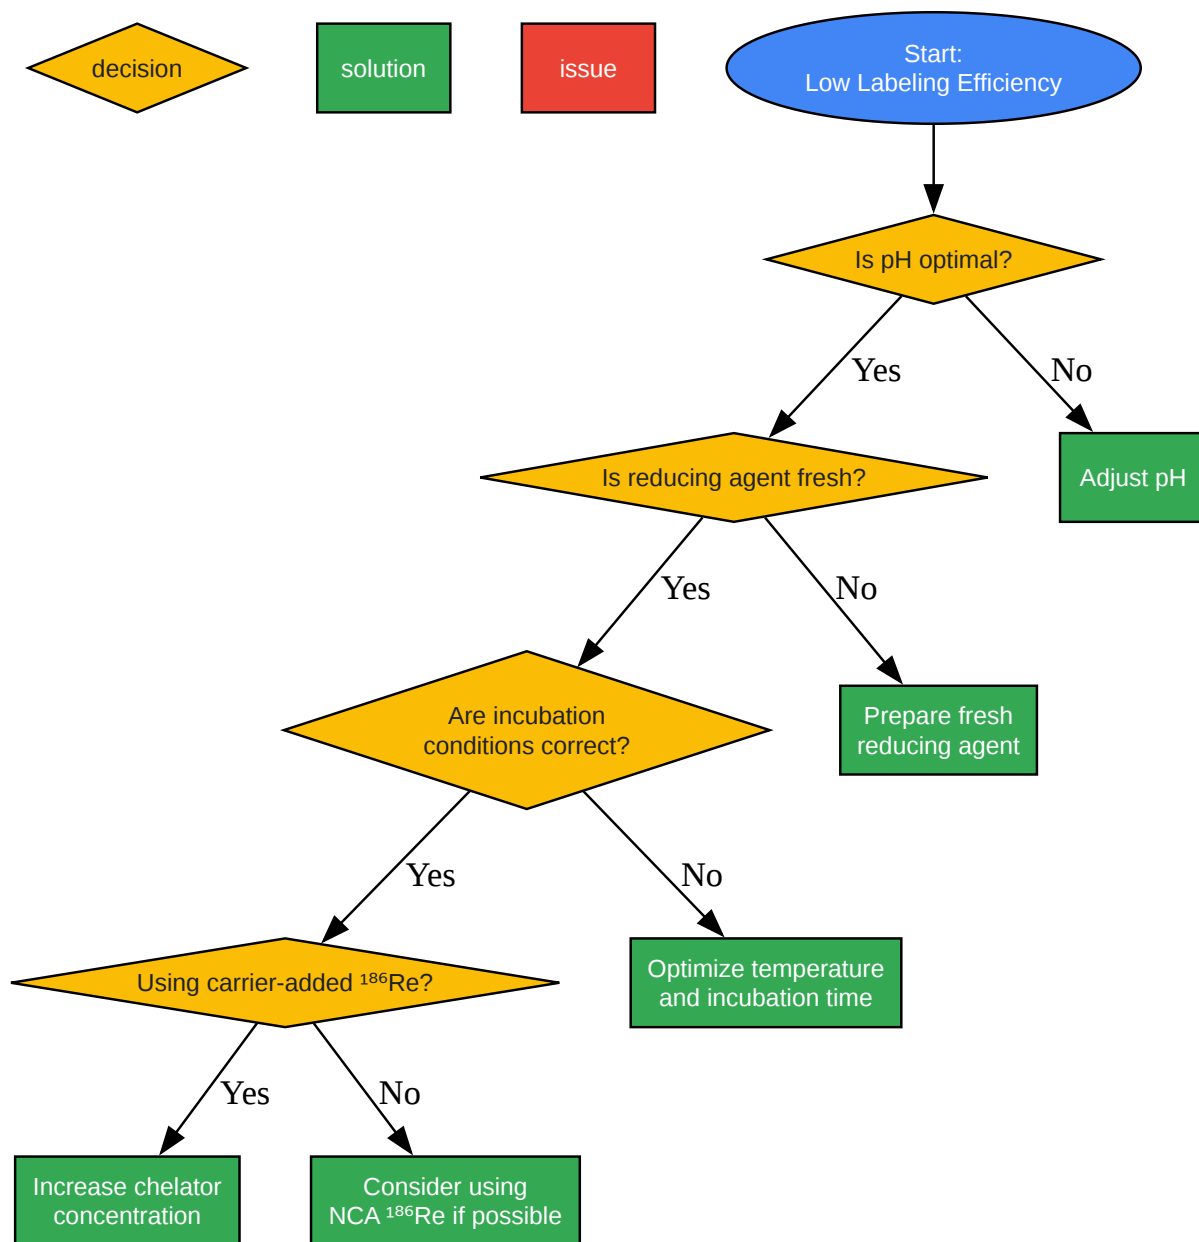 decision
solution
issue
Start:
Low Labeling Efficiency
Is pH optimal?
Yes
No
Is reducing agent fresh?
Adjust pH
Yes
No
Are incubation
conditions correct?
Prepare fresh
reducing agent
Yes
No
Using carrier-added ¹⁸⁶Re?
Optimize temperature
and incubation time
Yes
No
Increase chelator
concentration
Consider using
NCA ¹⁸⁶Re if possible